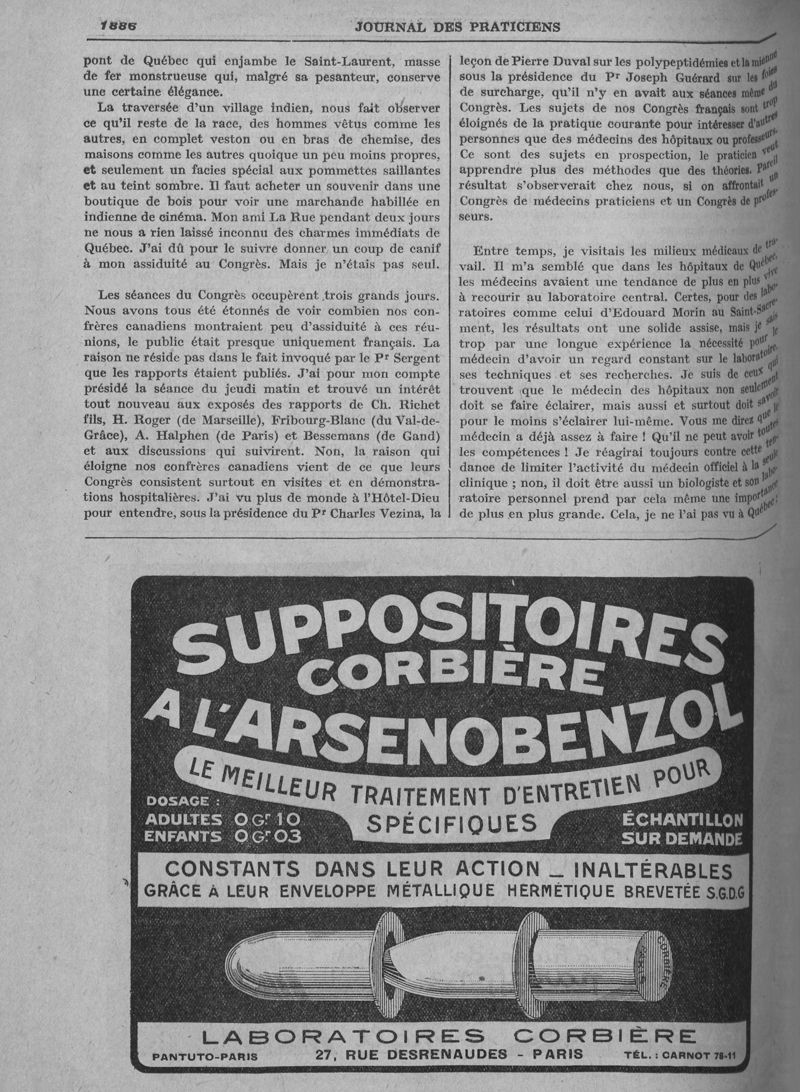 1886
JOURNAL DES PRATICIENS
pont de Québec qui enjambe le Saint-Laurent, masse
de fer monstrueuse qui, malgré sa pesanteur, conserve
une certaine élégance.
La traversée d'un village indien, nous fait observer
ce qu'il reste de la race, des hommes vêtus comme les
autres, en complet veston ou en bras de chemise, des
maisons comme les autres quoique un peu moins propres,
et seulement un facies spécial aux pommettes saillantes
et au teint sombre. Il faut acheter un souvenir dans une
boutique de bois pour voir une marchande habillée en
indienne de cinéma. Mon ami La Rue pendant deux jours
ne nous a rien laissé inconnu des charmes immédiats de
Québec. J'ai dû pour le suivre donner un coup de canif
à mon assiduité au Congrès. Mais je n'étais pas seul.
Les séances du Congrès occupèrent trois grands jours.
Nous avons tous été étonnés de voir combien nos con-
frères canadiens montraient peu d'assiduité à ces réu-
nions, le public était presque uniquement français. La
raison ne réside pas dans le fait invoqué par le Pr Sergent
que les rapports étaient publiés. J'ai pour mon compte
présidé la séance du jeudi matin et trouvé un intérêt
tout nouveau aux exposés des rapports de Ch. Richet
fils, H. Roger (de Marseille), Fribourg-Blanc (du Val-de-
Grâce), A. Halphen (de Paris) et Bessemans (de Gand)
et aux discussions qui suivirent. Non, la raison qui
éloigne nos confrères canadiens vient de ce que leurs
Congrès consistent surtout en visites et en démonstra-
tions hospitalières. J'ai vu plus de monde à l'Hôtel-Dieu
pour entendre, sous la présidence du Pr Charles Vezina, la
leçon de Pierre Duval sur les polypeptidémies et la mienne
sous la présidence du Pr Joseph Guérard sur les foies
de surcharge, qu'il n'y en avait aux séances même du
Congrès. Les sujets de nos Congrès français sont trop
éloignés de la pratique courante pour intéresser d'autres
personnes que des médecins des hôpitaux ou professeurs.
Ce sont des sujets en prospection, le praticien veut
apprendre plus des méthodes que des théories. Pareil
résultat s'observerait chez nous, si on affrontait un
Congrès de médecins praticiens et un Congrès de profes-
seurs.
Entre temps, je visitais les milieux médicaux de tra-
vail. Il m'a semblé que dans les hôpitaux de Québec,
les médecins avaient une tendance de plus en plus vive
à recourir au laboratoire central. Certes, pour des labo-
ratoires comme celui d'Edouard Morin au Saint-Sacre-
ment, les résultats ont une solide assise, mais je sais
trop par une longue expérience la nécessité pour le
médecin d'avoir un regard constant sur le laboratoire,
ses techniques et ses recherches. Je suis de ceux qui
trouvent que le médecin des hôpitaux non seulement
doit se faire éclairer, mais aussi et surtout doit savoir
pour le moins s'éclairer lui-même. Vous me direz que le
médecin a déjà assez à faire ! Qu'il ne peut avoir toutes
les compétences ! Je réagirai toujours contre cette ten-
dance de limiter l'activité du médecin officiel à la seule
clinique ; non, il doit être aussi un biologiste et son labo-
ratoire personnel prend par cela même une importance
de plus en plus grande. Cela, je ne l'ai pas vu à Québec;
SUPPOSITOIRES
CORBIÈRE
A L'ARSENOBENZOL
LE MEILLEUR TRAITEMENT D'ENTRETIEN POUR
SPÉCIFIQUES
DOSAGE :
ADULTES 0 Gr 10
ENFANTS 0 Gr 03
ÉCHANTILLON
SUR DEMANDE
CONSTANTS DANS LEUR ACTION _ INALTÉRABLES
GRÂCE A LEUR ENVELOPPE MÉTALLIQUE HERMÉTIQUE BREVETÉE S.G.D.G
CORBIÈRE
LABORATOIRES CORBIÈRE
PANTUTO-PARIS
27, RUE DESRENAUDES - PARIS
TÉL. : CARNOT 78-11